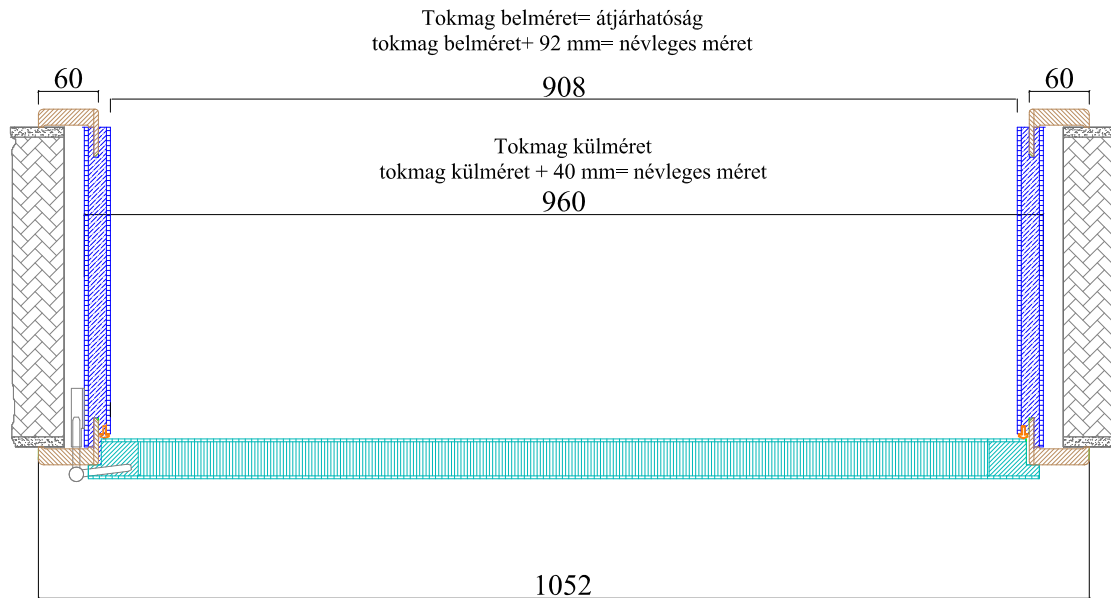 Tokmag belméret= átjárhatóság
tokmag belméret+ 92 mm= névleges méret
60
908
60
Tokmag külméret
tokmag külméret + 40 mm= névleges méret
960
1052